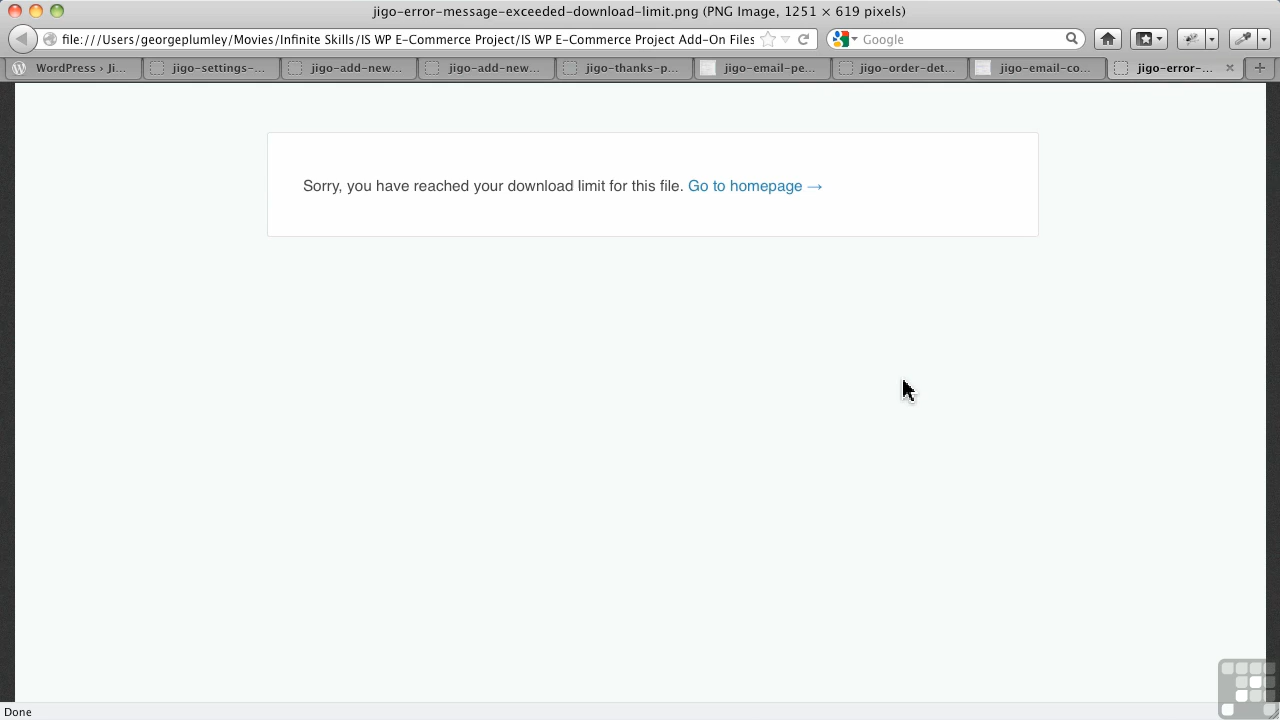 jigo-error-message-exceeded-download-limit.png (PNG Image, 1251 × 619 pixels)
file:///Users/georgeplumley/Movies/Infinite Skills/IS WP E-Commerce Project/IS WP E-Commerce Project Add-On Files
Google
WordPress › Ji...
jigo-settings-...
jigo-add-new...
jigo-add-new...
jigo-thanks-p...
jigo-email-pe...
jigo-order-det...
jigo-email-co...
jigo-error-...
Sorry, you have reached your download limit for this file. Go to homepage →
Done